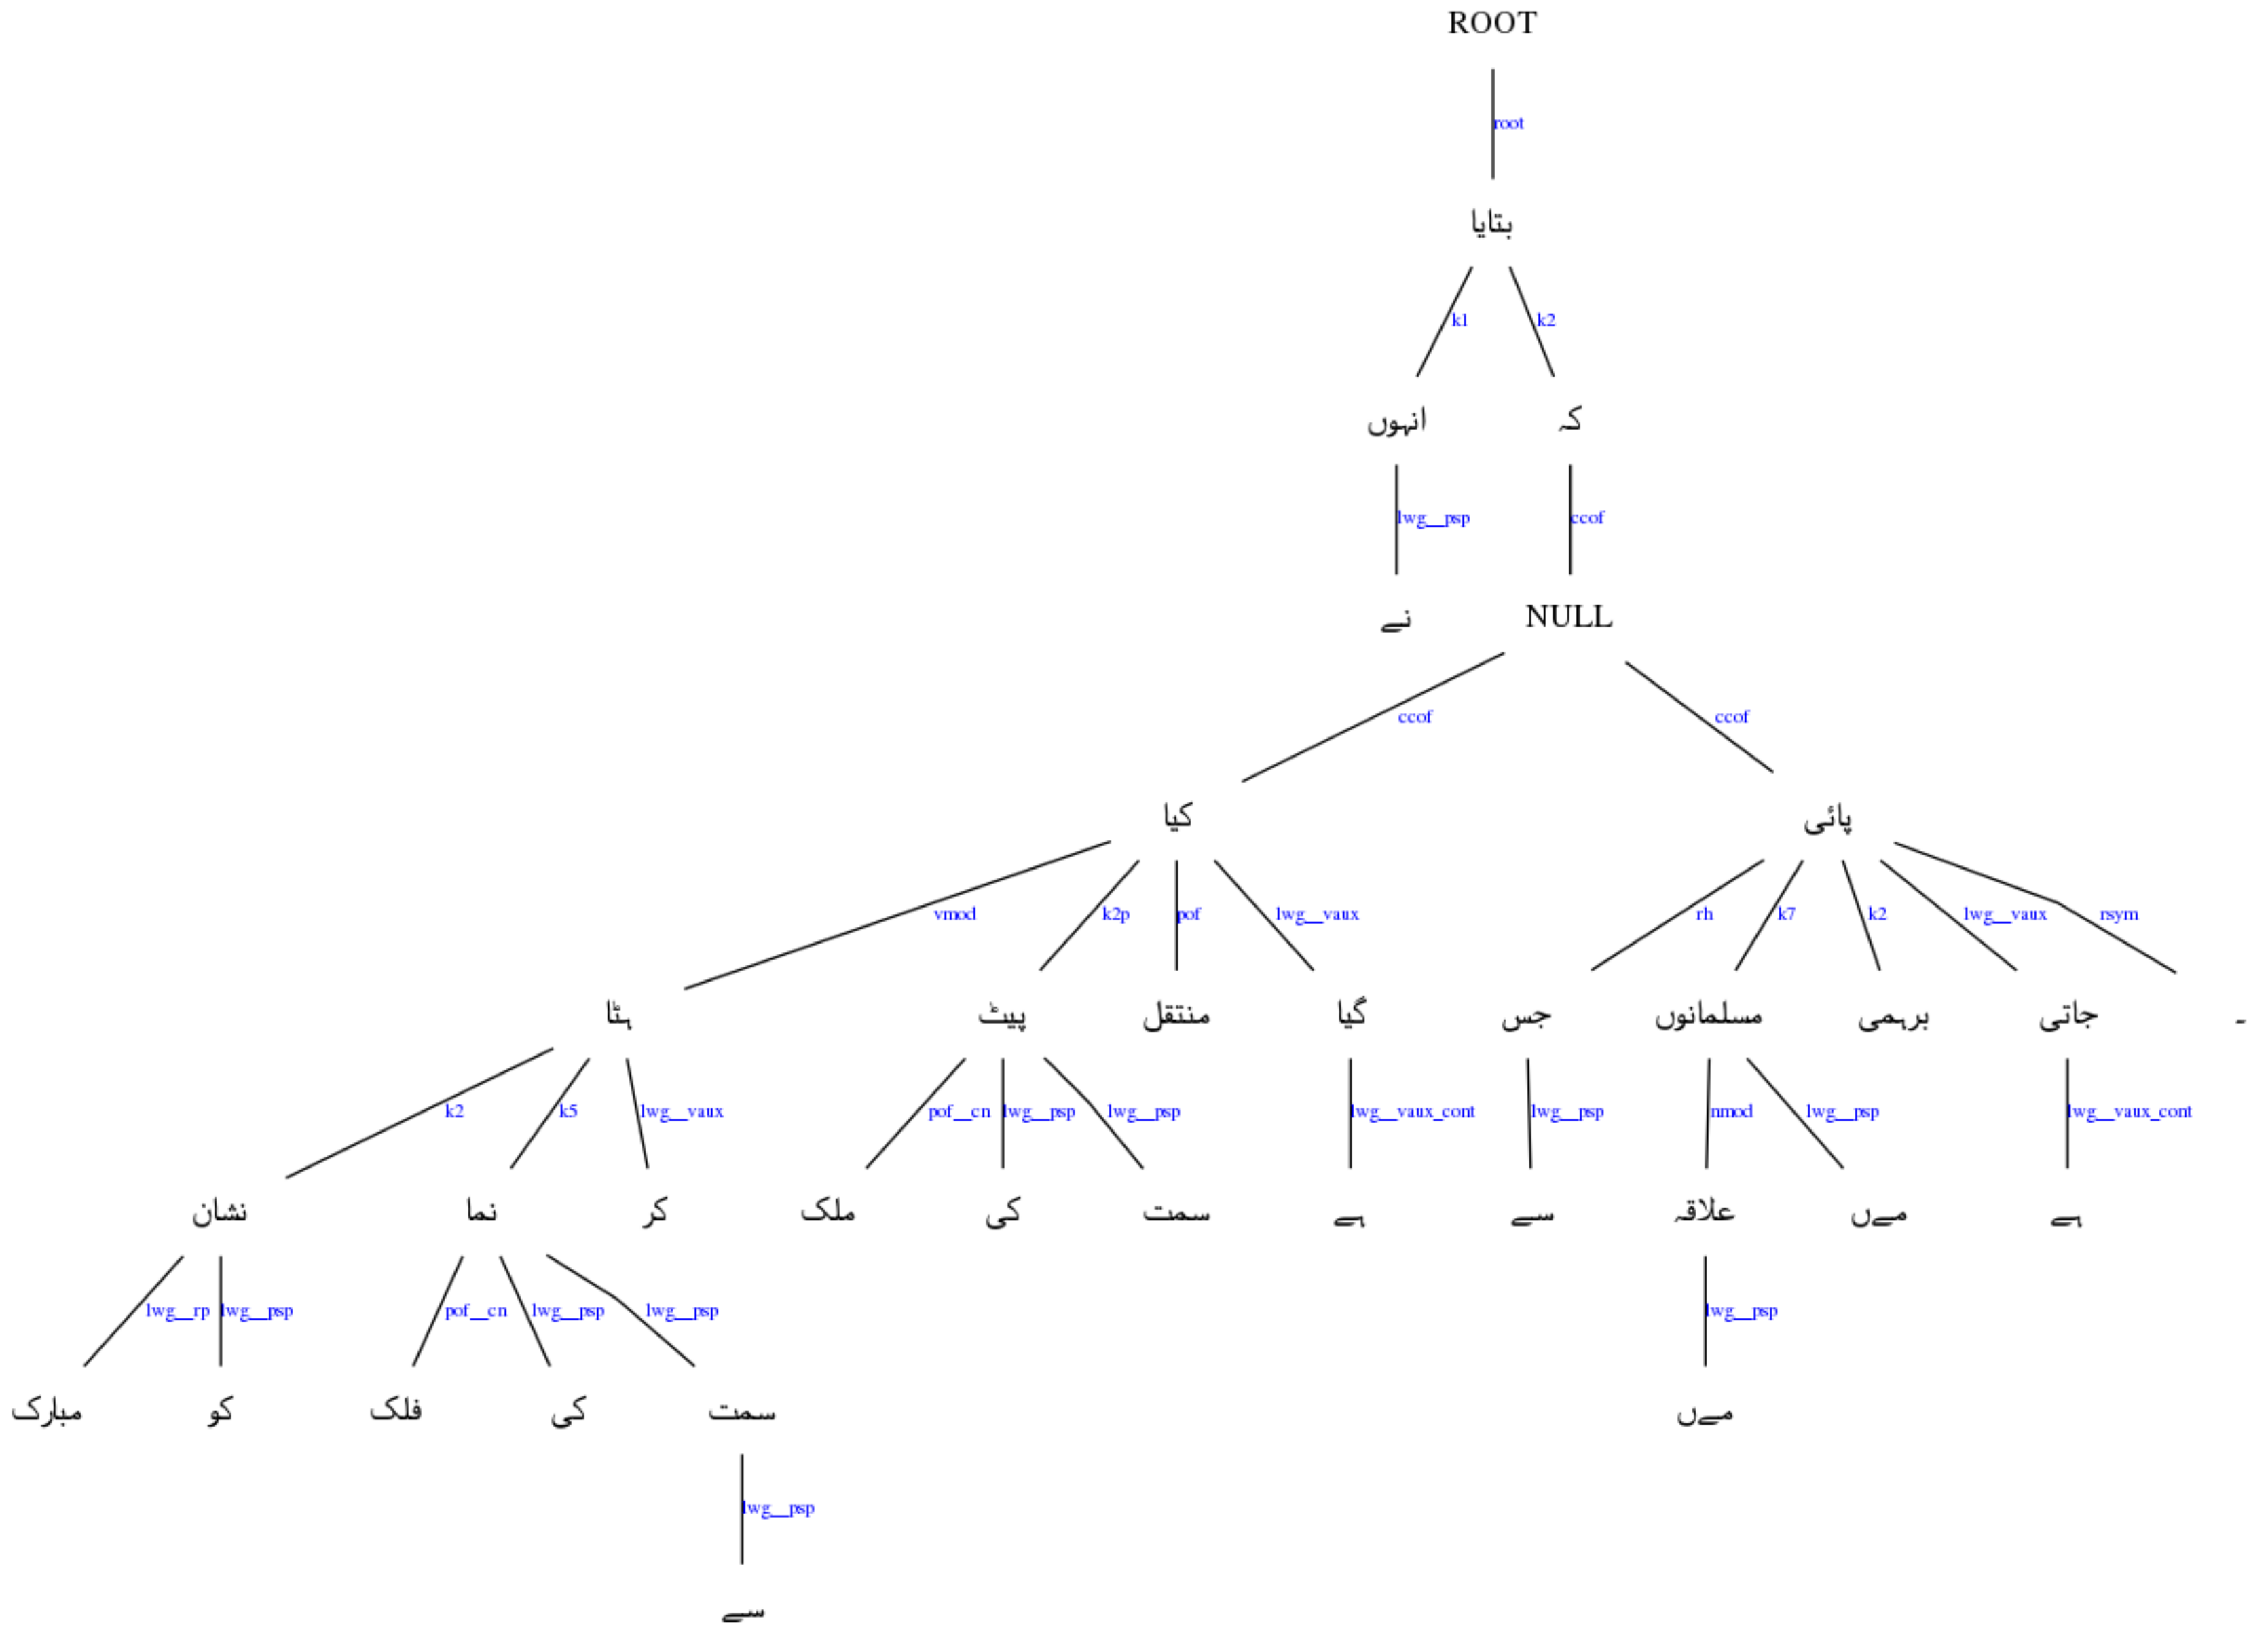 ROOT
root
بتایا
k1 k2
انہوں کہ
lwg__psp ccof
نے NULL
ccof ccof
کیا پائی
vmod k2p pof lwg__vaux rh k7 k2 lwg__vaux rsym
ہٹا پیٹ منتقل گیا جس مسلمانوں برہمی جاتی ۔
k2 k5 lwg__vaux pof__cn lwg__psp lwg__psp lwg__vaux_cont lwg__psp nmod lwg__psp lwg__vaux_cont
نشان نما کر ملک کی سمت ہے سے علاقہ مےں ہے
lwg__rp lwg__psp pof__cn lwg__psp lwg__psp lwg__psp
مبارک کو فلک کی سمت مےں
lwg__psp
سے